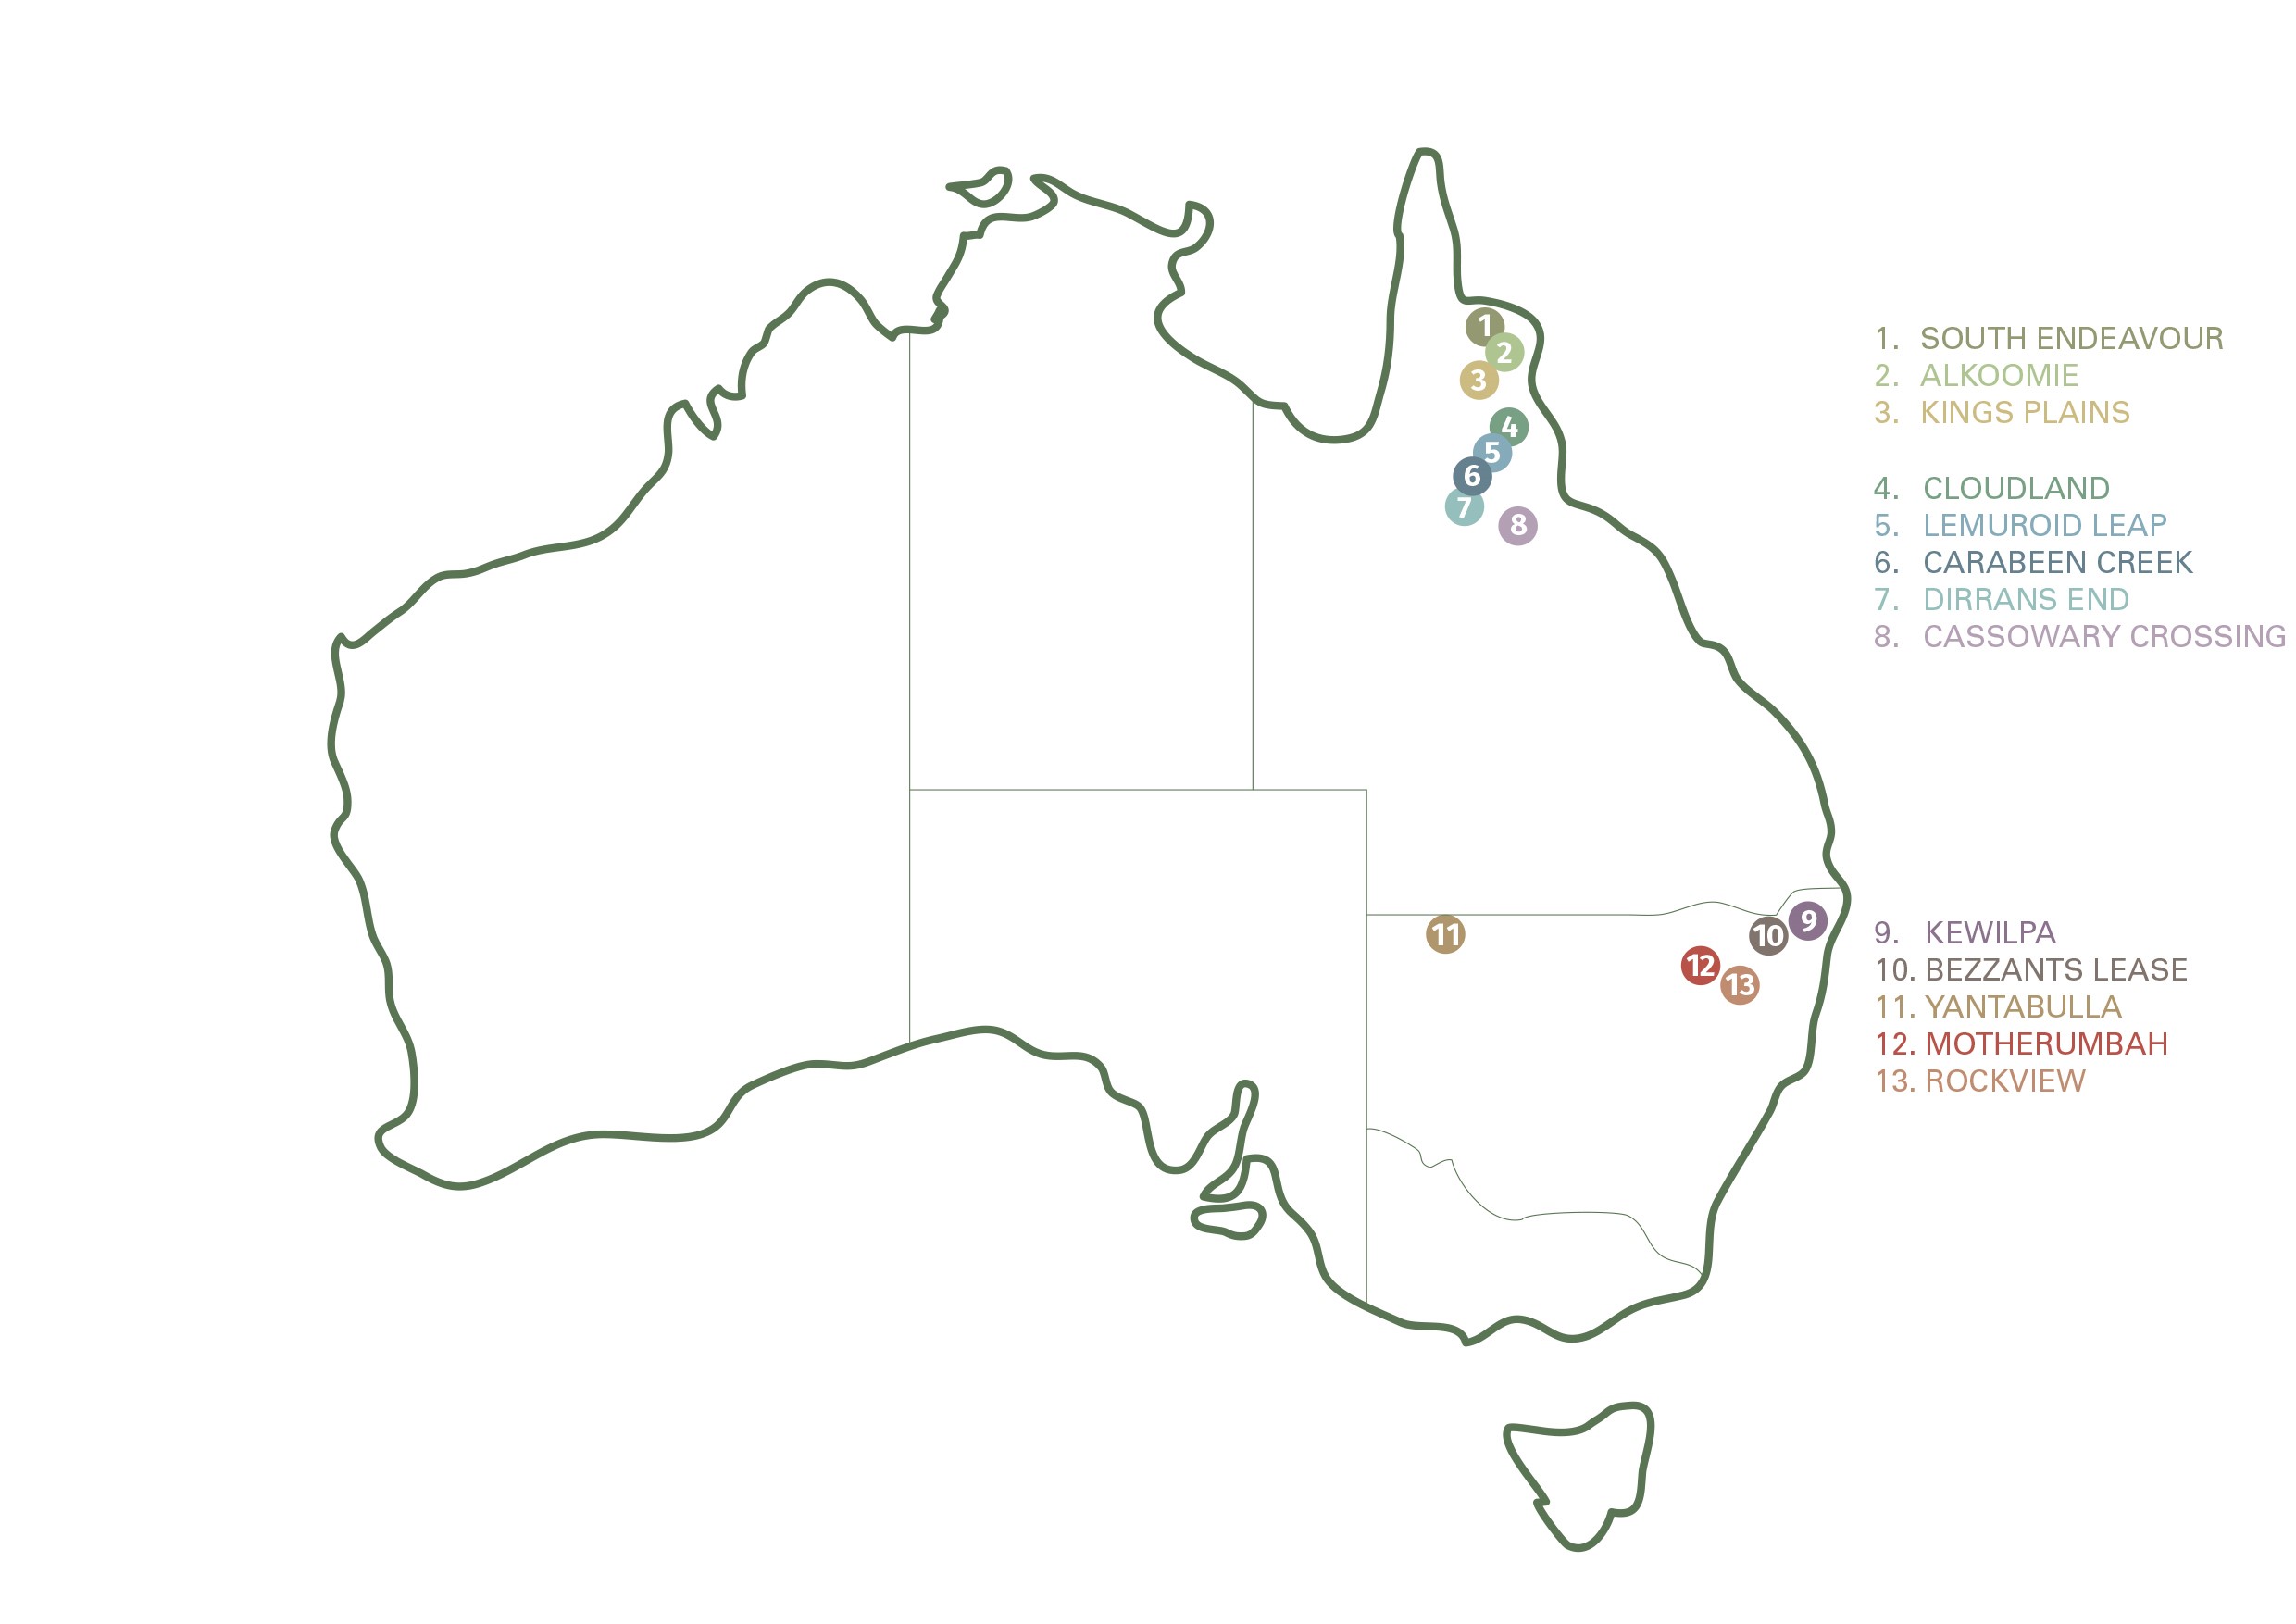 1
2
3
4
5
6
7
8
11
10
9
12
13
1. SOUTH ENDEAVOUR
2. ALKOOMIE
3. KINGS PLAINS
4. CLOUDLAND
5. LEMUROID LEAP
6. CARABEEN CREEK
7. DIRRANS END
8. CASSOWARY CROSSING
9. KEWILPA
10. BEZZANTS LEASE
11. YANTABULLA
12. MOTHERUMBAH
13. ROCKVIEW